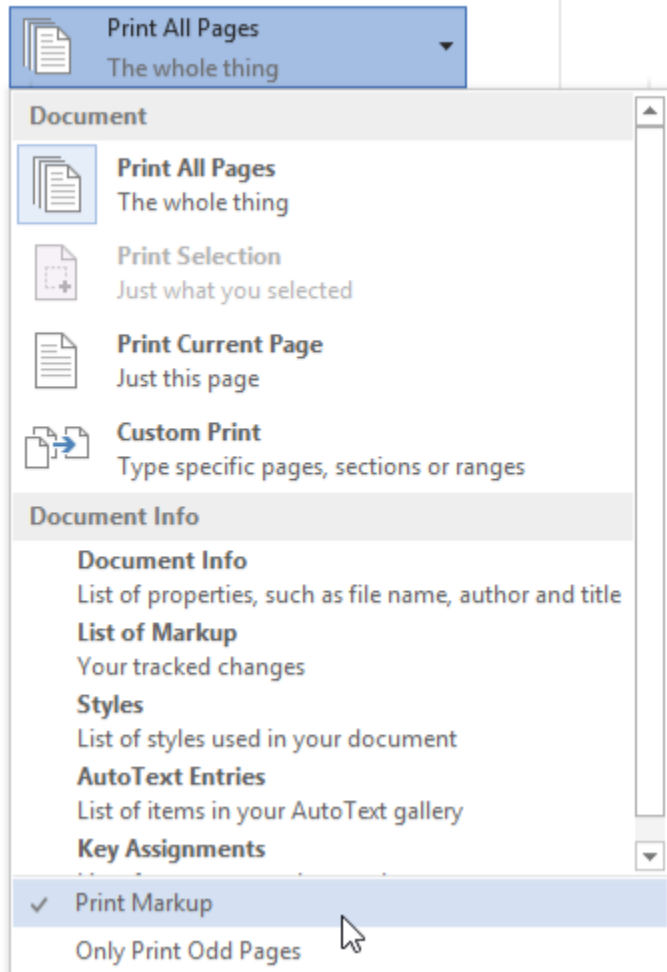 Print All Pages
The whole thing
Document
Print All Pages
The whole thing
Print Selection
Just what you selected
Print Current Page
Just this page
Custom Print
Type specific pages, sections or ranges
Document Info
Document Info
List of properties, such as file name, author and title
List of Markup
Your tracked changes
Styles
List of styles used in your document
AutoText Entries
List of items in your AutoText gallery
Key Assignments
Print Markup
Only Print Odd Pages